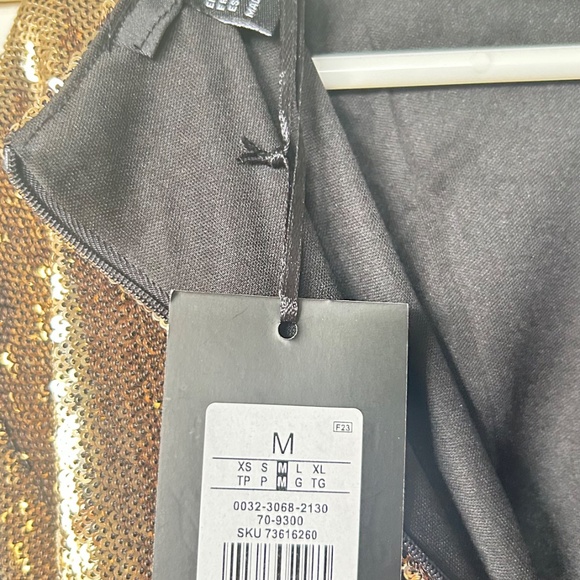 M
F23
XS S M L XL
TP P M G TG
0032-3068-2130
70-9300
SKU 73616260